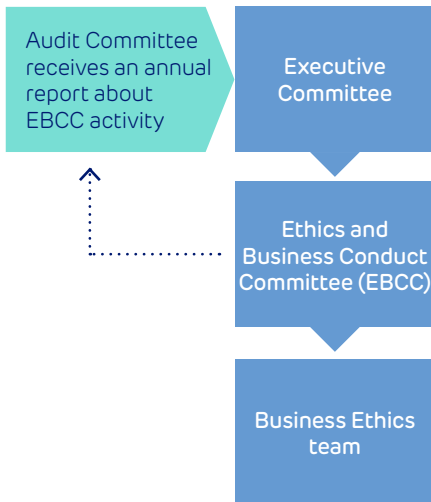 Audit Committee
receives an annual
report about
EBCC activity
Executive
Committee
Ethics and
Business Conduct
Committee (EBCC)
Business Ethics
team